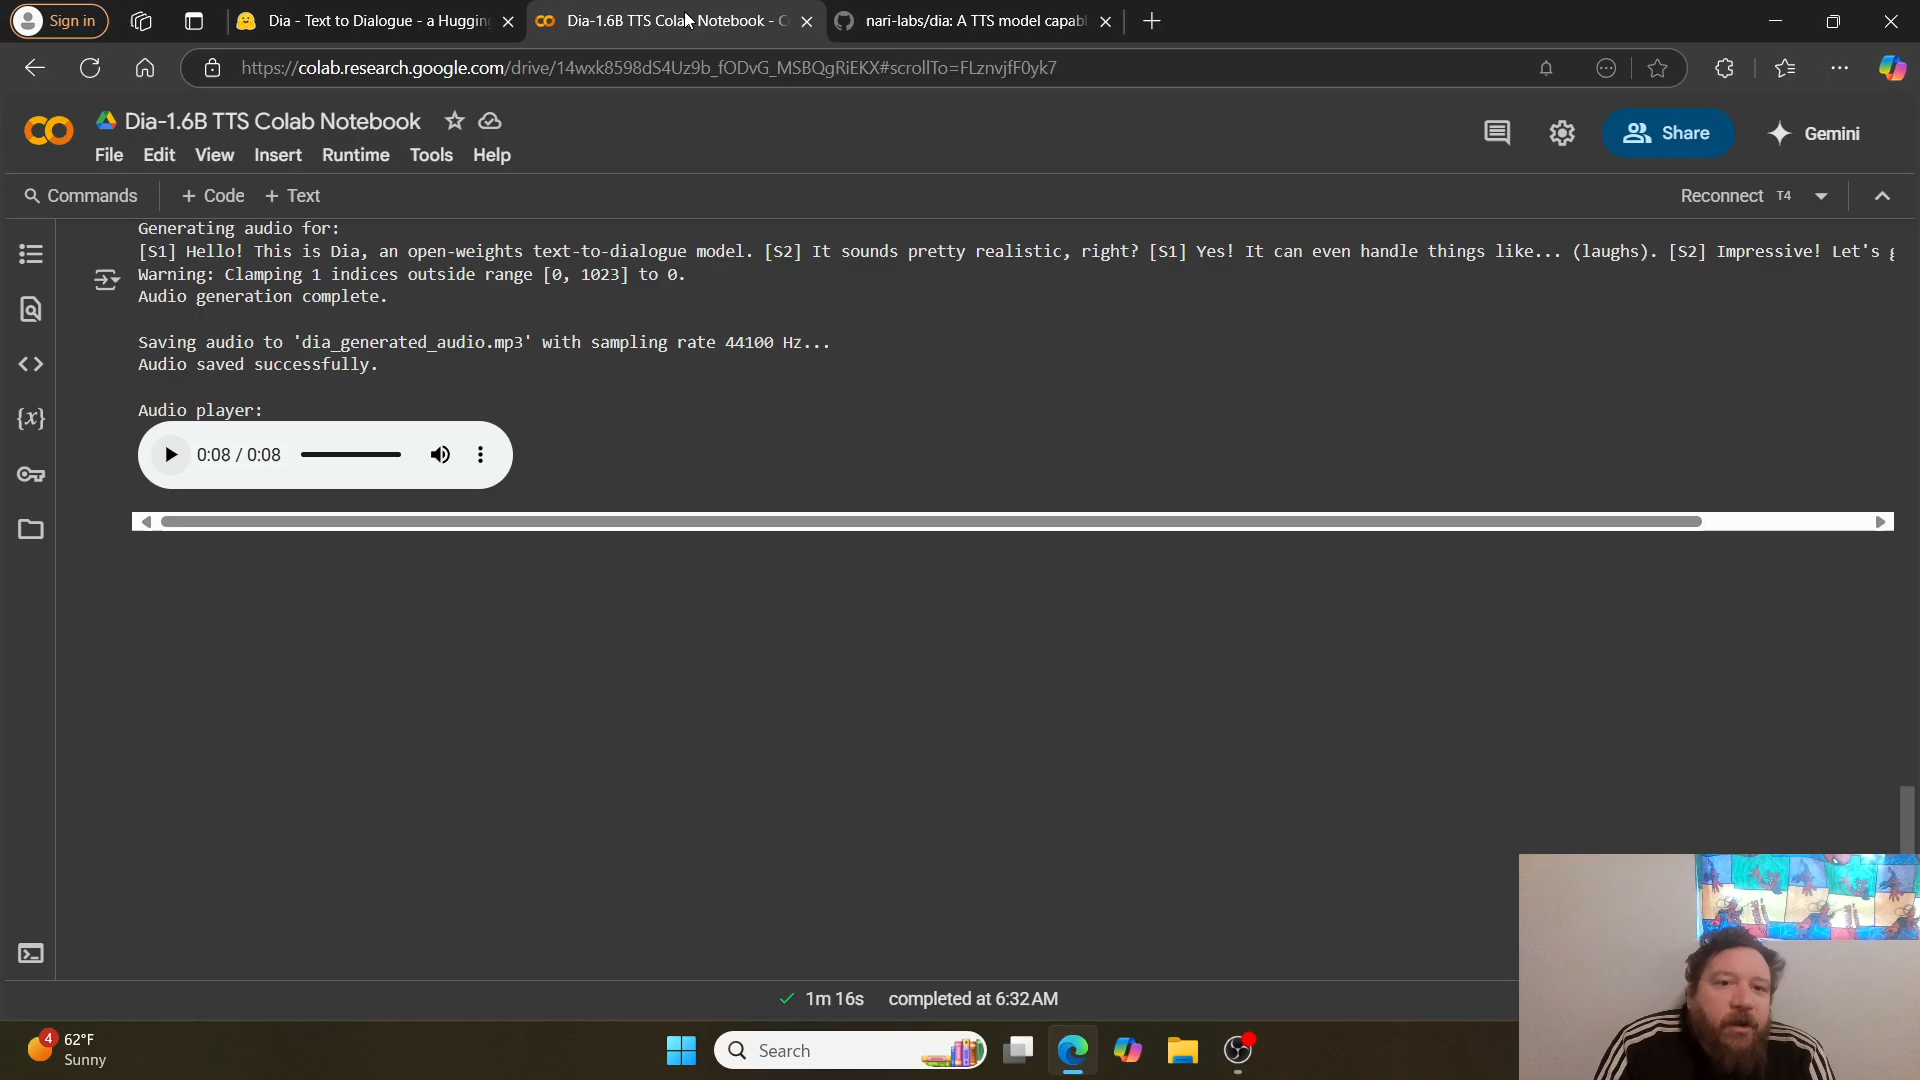 Sign in
Dia - Text to Dialogue - a Hugging
Dia-1.6B TTS Colab Notebook - C
nari-labs/dia: A TTS model capabl
https://colab.research.google.com/drive/14wxk8598dS4Uz9b_fODvG_MSBQgRiEKX#scrollTo=FLznvjfF0yk7
Dia-1.6B TTS Colab Notebook
File Edit View Insert Runtime Tools Help
Share
Gemini
Commands + Code + Text
Reconnect T4
Generating audio for:
[S1] Hello! This is Dia, an open-weights text-to-dialogue model. [S2] It sounds pretty realistic, right? [S1] Yes! It can even handle things like... (laughs). [S2] Impressive! Let's
Warning: Clamping 1 indices outside range [0, 1023] to 0.
Audio generation complete.
Saving audio to 'dia_generated_audio.mp3' with sampling rate 44100 Hz...
Audio saved successfully.
Audio player:
0:08 / 0:08
{x}
1m 16s completed at 6:32 AM
4
62°F
Sunny
Search